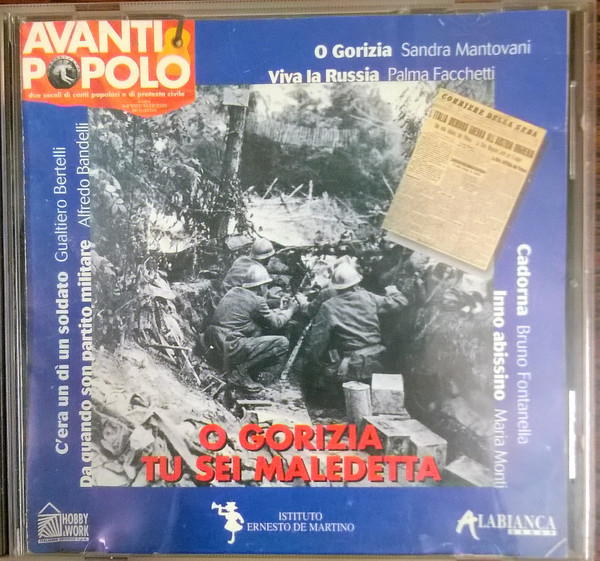 AVANTI
POPOLO
8
due secoli di canti popolari e di protesta civile
O Gorizia Sandra Mantovani
Viva la Russia Palma Facchetti
CORRIERE DELLA SERA
C'era un dì un soldato Gualtiero Bertelli
Da quando son partito militare Alfredo Bandelli
Cadorna Bruno Fontanella
Inno abissino Maria Monti
O GORIZIA
TU SEI MALEDETTA
HOBBY
&WORK
ISTITUTO
ERNESTO DE MARTINO
ALABIANCA
GROUP